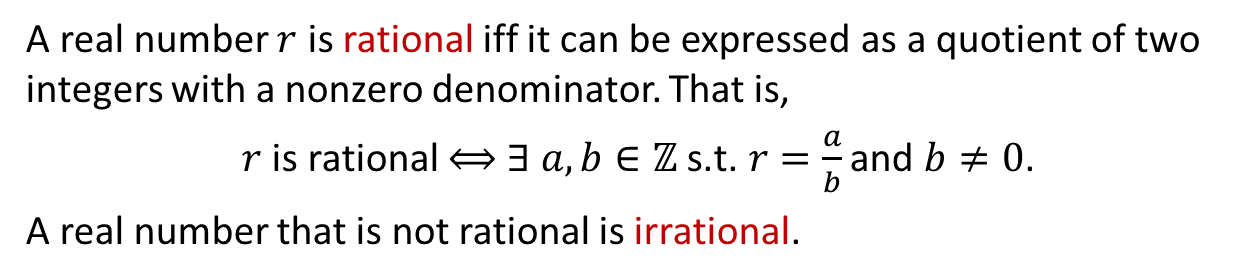 A real number r is rational iff it can be expressed as a quotient of two
integers with a nonzero denominator. That is,
r is rational ⟺ ∃ a, b ∈ ℤ s.t. r = a/b and b ≠ 0.
A real number that is not rational is irrational.